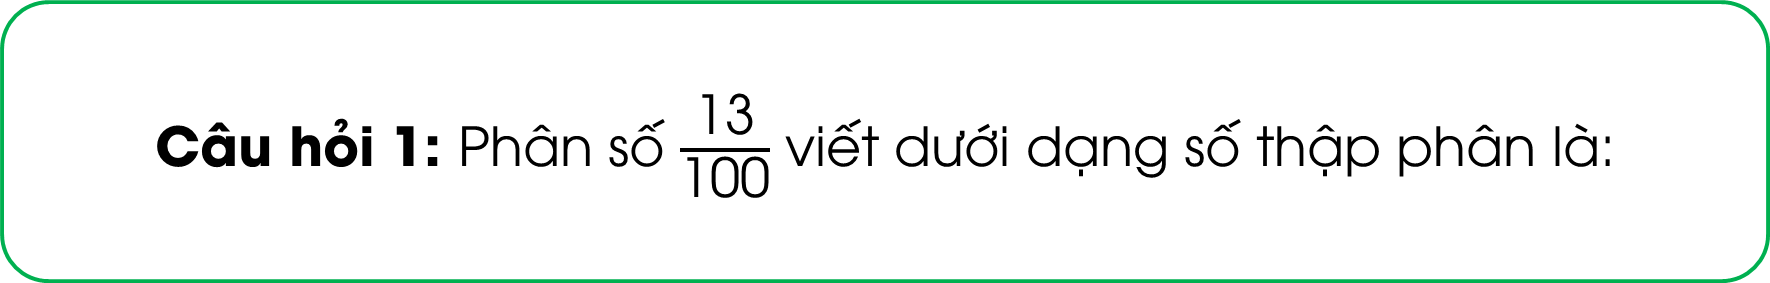 Câu hỏi 1: Phân số 13/100 viết dưới dạng số thập phân là: